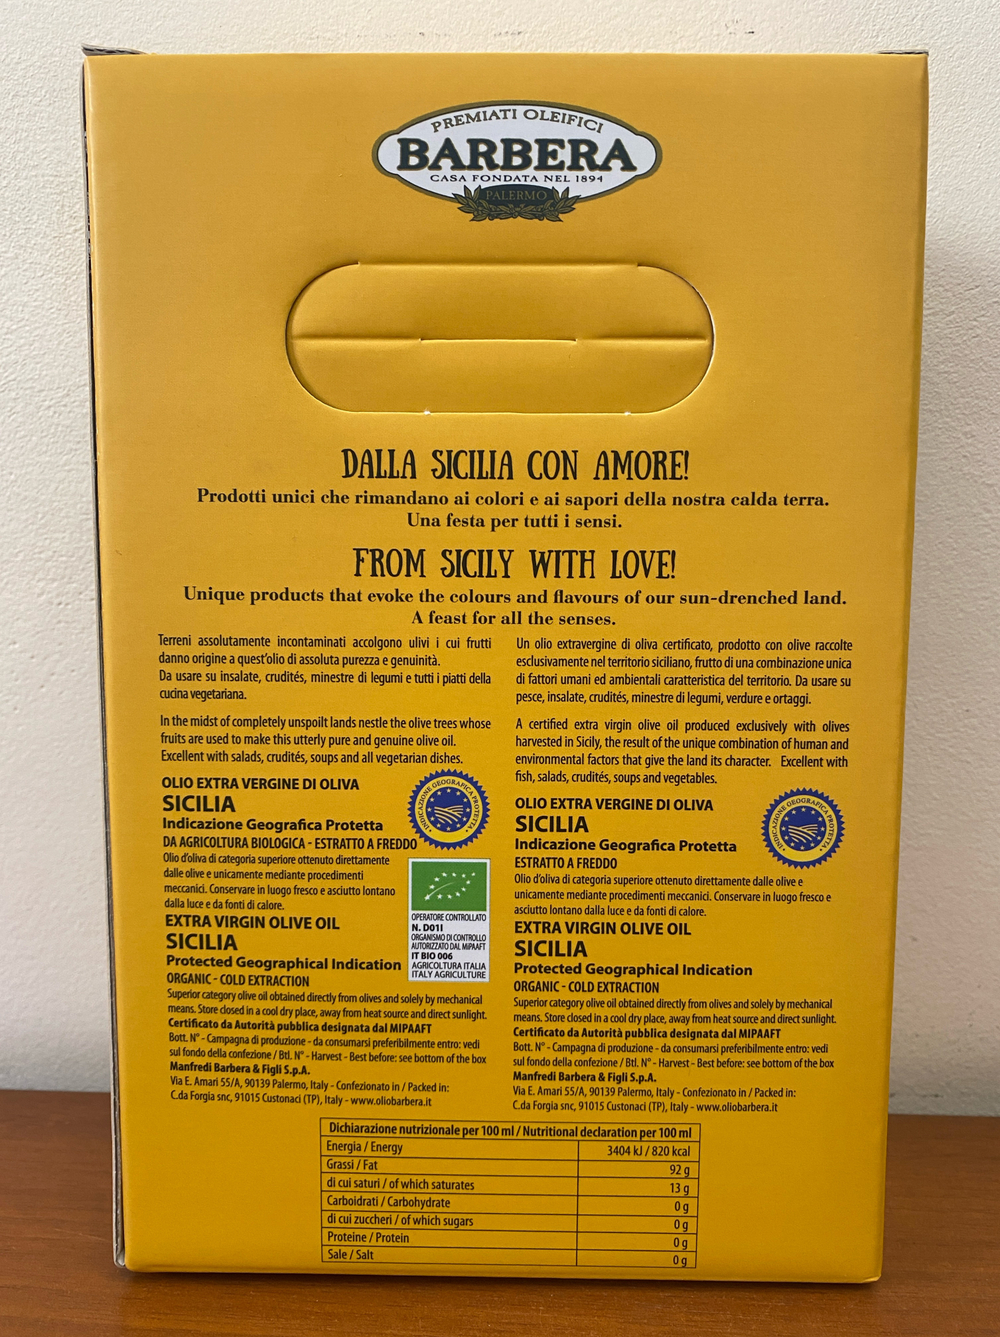 PREMIATI OLEIFICI
BARBERA
CASA FONDATA NEL 1894
PALERMO
DALLA SICILIA CON AMORE!
Prodotti unici che rimandano ai colori e ai sapori della nostra calda terra.
Una festa per tutti i sensi.
FROM SICILY WITH LOVE!
Unique products that evoke the colours and flavours of our sun-drenched land.
A feast for all the senses.
Terreni assolutamente incontaminati accolgono ulivi i cui frutti
danno origine a quest'olio di assoluta purezza e genuinità.
Da usare su insalate, crudités, minestre di legumi e tutti i piatti della
cucina vegetariana.
In the midst of completely unspoilt lands nestle the olive trees whose
fruits are used to make this utterly pure and genuine olive oil.
Excellent with salads, crudités, soups and all vegetarian dishes.
OLIO EXTRA VERGINE DI OLIVA
SICILIA
Indicazione Geografica Protetta
DA AGRICOLTURA BIOLOGICA - ESTRATTO A FREDDO
Olio d'oliva di categoria superiore ottenuto direttamente
dalle olive e unicamente mediante procedimenti
meccanici. Conservare in luogo fresco e asciutto lontano
dalla luce e da fonti di calore.
EXTRA VIRGIN OLIVE OIL
SICILIA
Protected Geographical Indication
ORGANIC - COLD EXTRACTION
Superior category olive oil obtained directly from olives and solely by mechanical
means. Store closed in a cool dry place, away from heat source and direct sunlight.
Certificato da Autorità pubblica designata dal MIPAAFT
Bott. N° - Campagna di produzione - da consumarsi preferibilmente entro: vedi
sul fondo della confezione / Btl. N° - Harvest - Best before: see bottom of the box
Manfredi Barbera & Figli S.p.A.
Via E. Amari 55/A, 90139 Palermo, Italy - Confezionato in / Packed in:
C.da Forgia snc, 91015 Custonaci (TP), Italy - www.oliobarbera.it
INDICAZIONE GEOGRAFICA PROTETTA
OPERATORE CONTROLLATO
N. D01I
ORGANISMO DI CONTROLLO
AUTORIZZATO DAL MiPAAFT
IT BIO 006
AGRICOLTURA ITALIA
ITALY AGRICULTURE
Un olio extravergine di oliva certificato, prodotto con olive raccolte
esclusivamente nel territorio siciliano, frutto di una combinazione unica
di fattori umani ed ambientali caratteristica del territorio. Da usare su
pesce, insalate, crudités, minestre di legumi, verdure e ortaggi.
A certified extra virgin olive oil produced exclusively with olives
harvested in Sicily, the result of the unique combination of human and
environmental factors that give the land its character. Excellent with
fish, salads, crudités, soups and vegetables.
OLIO EXTRA VERGINE DI OLIVA
SICILIA
Indicazione Geografica Protetta
ESTRATTO A FREDDO
Olio d'oliva di categoria superiore ottenuto direttamente dalle olive e
unicamente mediante procedimenti meccanici. Conservare in luogo fresco e
asciutto lontano dalla luce e da fonti di calore.
EXTRA VIRGIN OLIVE OIL
SICILIA
Protected Geographical Indication
ORGANIC - COLD EXTRACTION
Superior category olive oil obtained directly from olives and solely by mechanical
means. Store closed in a cool dry place, away from heat source and direct sunlight.
Certificato da Autorità pubblica designata dal MIPAAFT
Bott. N° - Campagna di produzione - da consumarsi preferibilmente entro: vedi
sul fondo della confezione / Btl. N° - Harvest - Best before: see bottom of the box
Manfredi Barbera & Figli S.p.A.
Via E. Amari 55/A, 90139 Palermo, Italy - Confezionato in / Packed in:
C.da Forgia snc, 91015 Custonaci (TP), Italy - www.oliobarbera.it
INDICAZIONE GEOGRAFICA PROTETTA
Dichiarazione nutrizionale per 100 ml / Nutritional declaration per 100 ml
Energia / Energy 3404 kJ / 820 kcal
Grassi / Fat 92 g
di cui saturi / of which saturates 13 g
Carboidrati / Carbohydrate 0 g
di cui zuccheri / of which sugars 0 g
Proteine / Protein 0 g
Sale / Salt 0 g